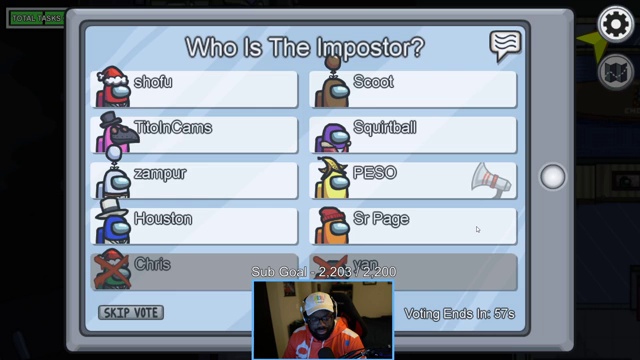 TOTAL TASKS
Who Is The Impostor?
shofu
Scoot
TitoInCams
Squirtball
zampur
PESO
Houston
Sr Page
Chris
yan
Sub Goal - 2,203 / 2,200
SKIP VOTE
Voting Ends In: 57s